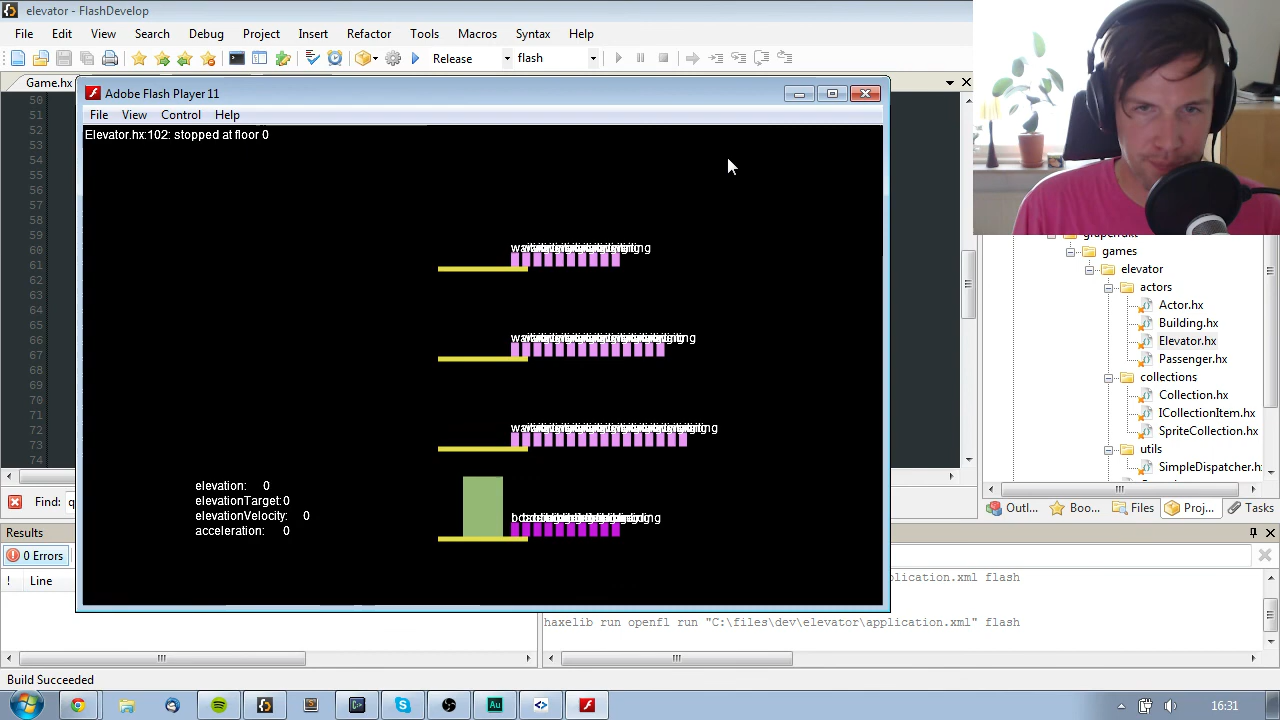 elevator - FlashDevelop
File Edit View Search Debug Project Insert Refactor Tools Macros Syntax Help
Release flash
Game.hx
50
51
52
53
54
55
56
57
58
59
60
61
62
63
64
65
66
67
68
69
70
71
72
73
74
Adobe Flash Player 11
File View Control Help
Elevator.hx:102: stopped at floor 0
elevation: 0
elevationTarget:0
elevationVelocity: 0
acceleration: 0
games
elevator
actors
Actor.hx
Building.hx
Elevator.hx
Passenger.hx
collections
Collection.hx
ICollectionItem.hx
SpriteCollection.hx
utils
SimpleDispatcher.hx
Outlin Boo... Files Proj... Tasks
Find:
Results
0 Errors
! Line
plication.xml flash
haxelib run openfl run "C:\files\dev\elevator\application.xml" flash
Build Succeeded
16:31